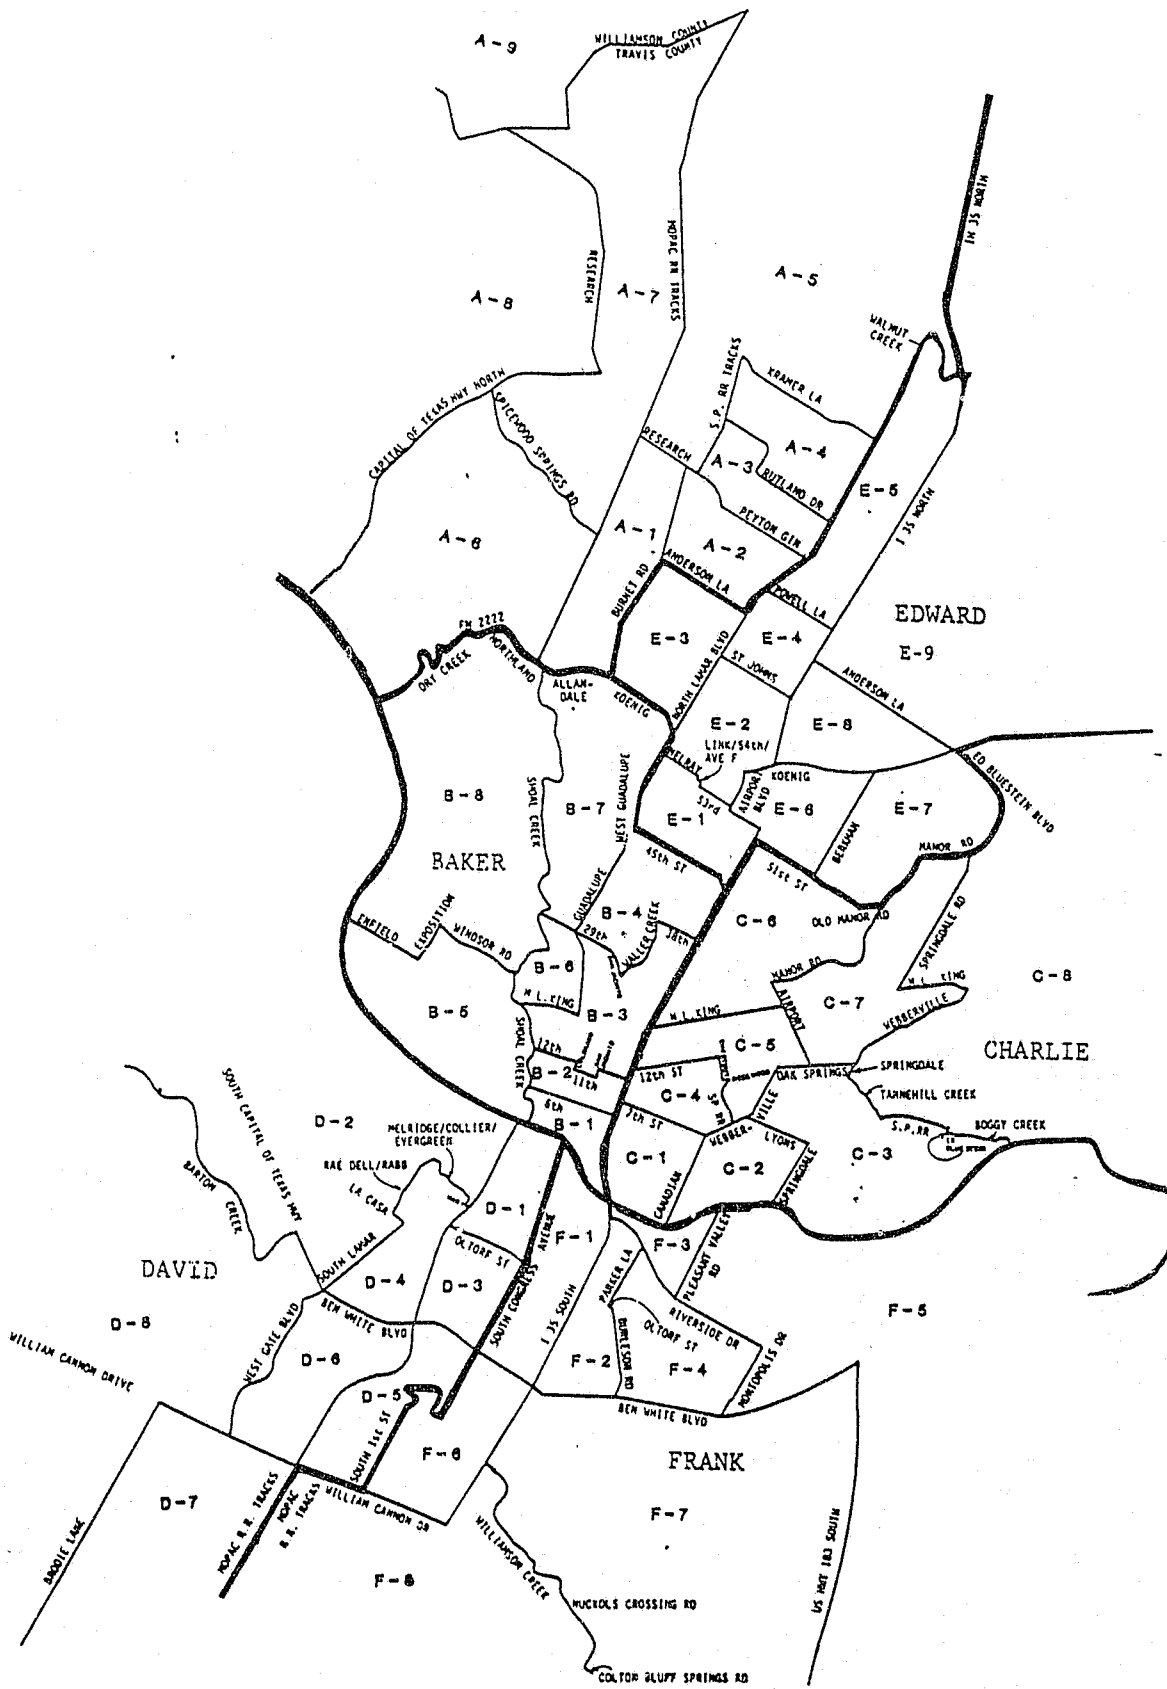 A-9
WILLIAMSON COUNTY
TRAVIS COUNTY
IH 35 NORTH
RESEARCH
MOPAC RR TRACKS
A-5
A-8
A-7
WALNUT
CREEK
S.P. RR TRACKS
KRAMER LA
CAPITAL OF TEXAS HWY NORTH
SPICEWOOD SPRINGS RD
RESEARCH
A-4
A-3
RUTLAND DR
E-5
PEYTON GIN
I 35 NORTH
A-6
A-1
A-2
ANDERSON LA
BURNET RD
POWELL LA
EDWARD
FM 2222
NORTHLAND
DRY CREEK
E-3
E-4
E-9
NORTH LAMAR BLVD
ST JOHNS
ALLAN-
DALE
KOENIG
ANDERSON LA
E-2
E-8
LINK/54th/
AVE F
NELRAY
KOENIG
ED BLUESTEIN BLVD
B-8
SHOAL CREEK
B-7
WEST GUADALUPE
53rd
AIRPORT
BLVD
E-6
E-7
E-1
BERKMAN
BAKER
45th ST
51st ST
MANOR RD
GUADALUPE
B-4
C-6
OLD MANOR RD
ENFIELD
EXPOSITION
WINDSOR RD
29th
WALLER CREEK
38th
SPRINGDALE RD
B-6
MANOR RD
M.L. KING
C-8
M.L.KING
AIRPORT
C-7
WEBBERVILLE
B-5
B-3
M.L.KING
SHOAL CREEK
12th
C-5
CHARLIE
B-2
11th
12th ST
OAK SPRINGS
SPRINGDALE
C-4
SP RR
TANNEHILL CREEK
6th
B-1
7th ST
WEBBER-
VILLE
S.P.RR
BOGGY CREEK
SOUTH CAPITAL OF TEXAS HWY
D-2
MELRIDGE/COLLIER/
EVERGREEN
LYONS
C-3
BARTON
CREEK
RAE DELL/RABB
LA CASA
C-1
C-2
CANADIAN
SPRINGDALE
D-1
F-1
F-3
PLEASANT VALLEY
RD
OLTORF ST
SOUTH CONGRESS
AVENUE
PARKER LA
DAVID
SOUTH LAMAR
D-4
D-3
I 35 SOUTH
F-5
D-8
WEST GATE BLVD
BEN WHITE BLVD
RIVERSIDE DR
OLTORF ST
BURLESON RD
MONTOPOLIS DR
WILLIAM CANNON DRIVE
D-6
F-2
F-4
D-5
BEN WHITE BLVD
SOUTH 1st ST
F-6
FRANK
D-7
MOPAC R.R. TRACKS
MOPAC
R.R. TRACKS
WILLIAM CANNON DR
F-7
BRODIE LANE
WILLIAMSON CREEK
US HWY 183 SOUTH
F-8
NUCKOLS CROSSING RD
COLTON BLUFF SPRINGS RD